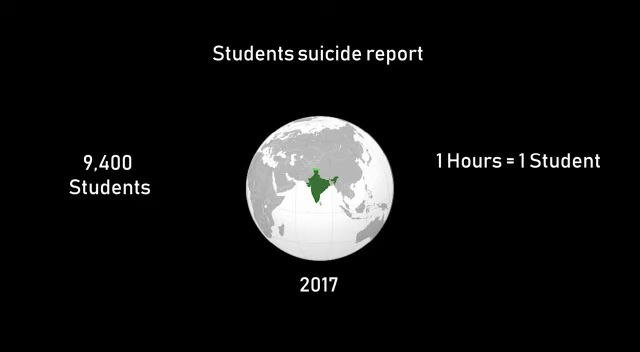 Students suicide report
9,400
Students
1 Hours = 1 Student
2017